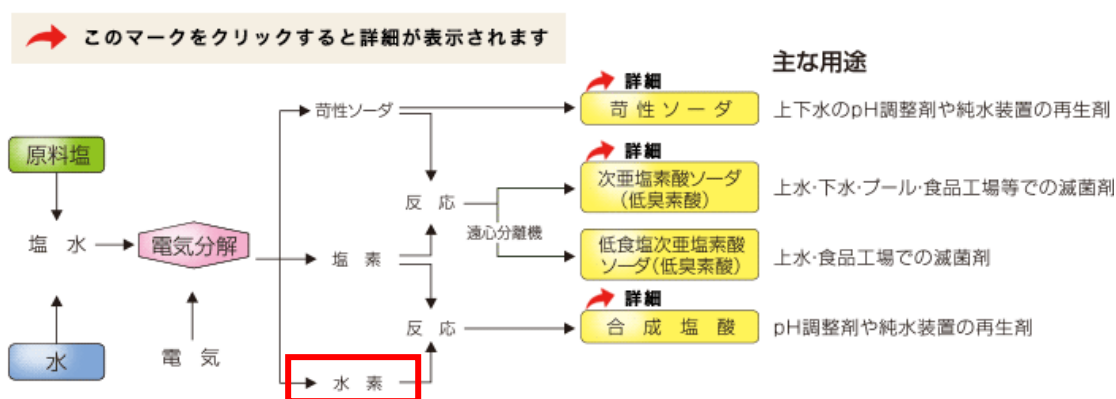 このマークをクリックすると詳細が表示されます
主な用途
詳細
苛性ソーダ
苛性ソーダ
上下水のpH調整剤や純水装置の再生剤
原料塩
詳細
次亜塩素酸ソーダ
(低臭素酸)
上水・下水・プール・食品工場等での滅菌剤
反応
遠心分離機
塩水
電気分解
塩素
低食塩次亜塩素酸
ソーダ(低臭素酸)
上水・食品工場での滅菌剤
詳細
反応
合成塩酸
pH調整剤や純水装置の再生剤
水
電気
水素